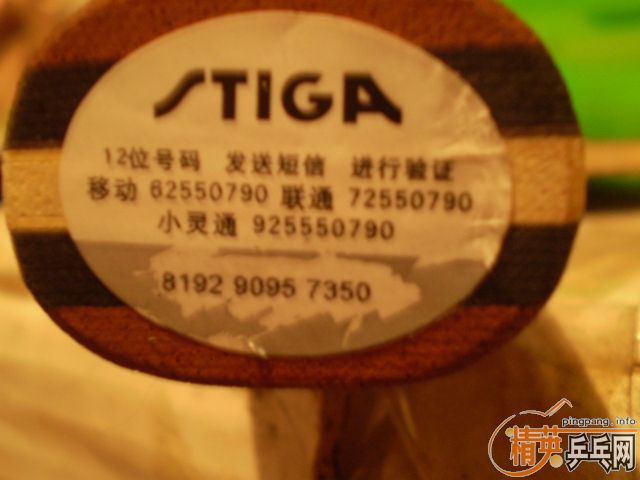 STIGA
12位号码 发送短信 进行验证
移动 62550790 联通 72550790
小灵通 925550790
8192 9095 7350
pingpang.info
精英乒乓网